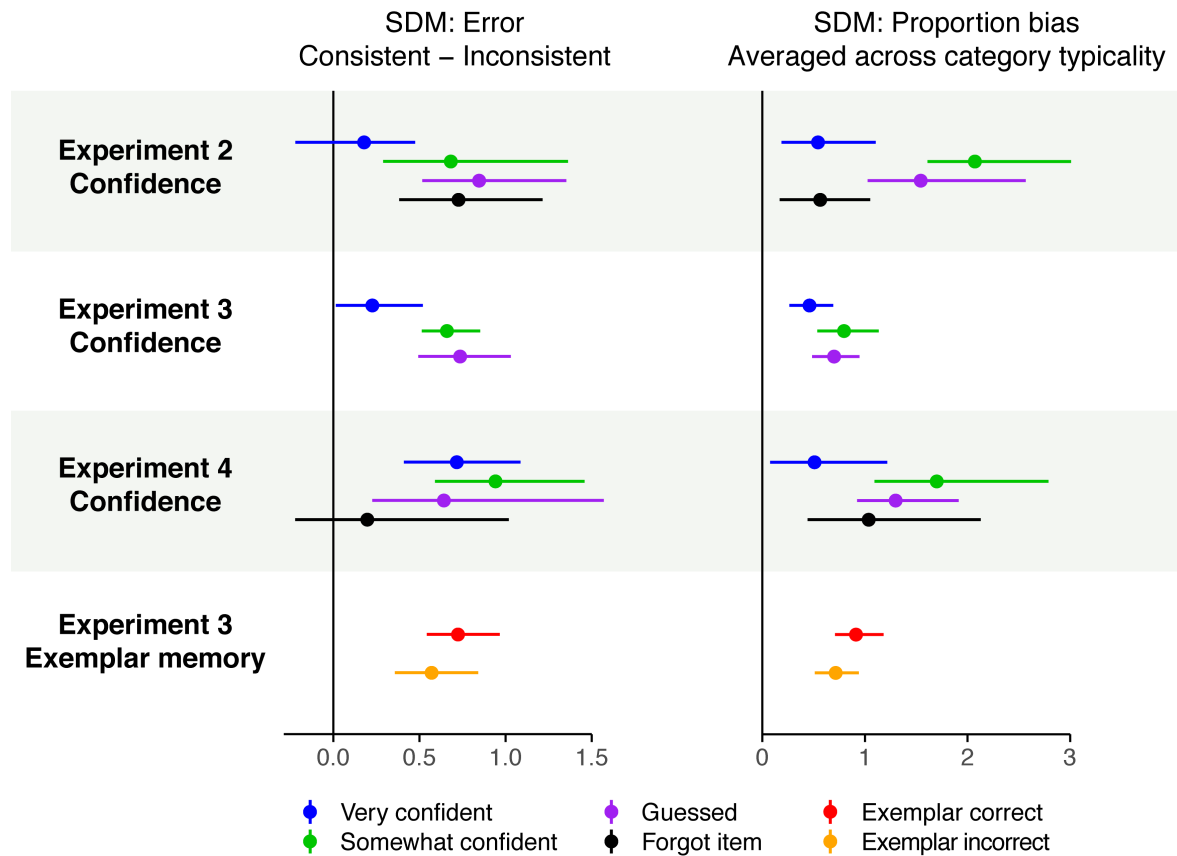 SDM: Error
Consistent − Inconsistent
SDM: Proportion bias
Averaged across category typicality
Experiment 2
Confidence
Experiment 3
Confidence
Experiment 4
Confidence
Experiment 3
Exemplar memory
0.0 0.5 1.0 1.5
0 1 2 3
Very confident
Guessed
Exemplar correct
Somewhat confident
Forgot item
Exemplar incorrect